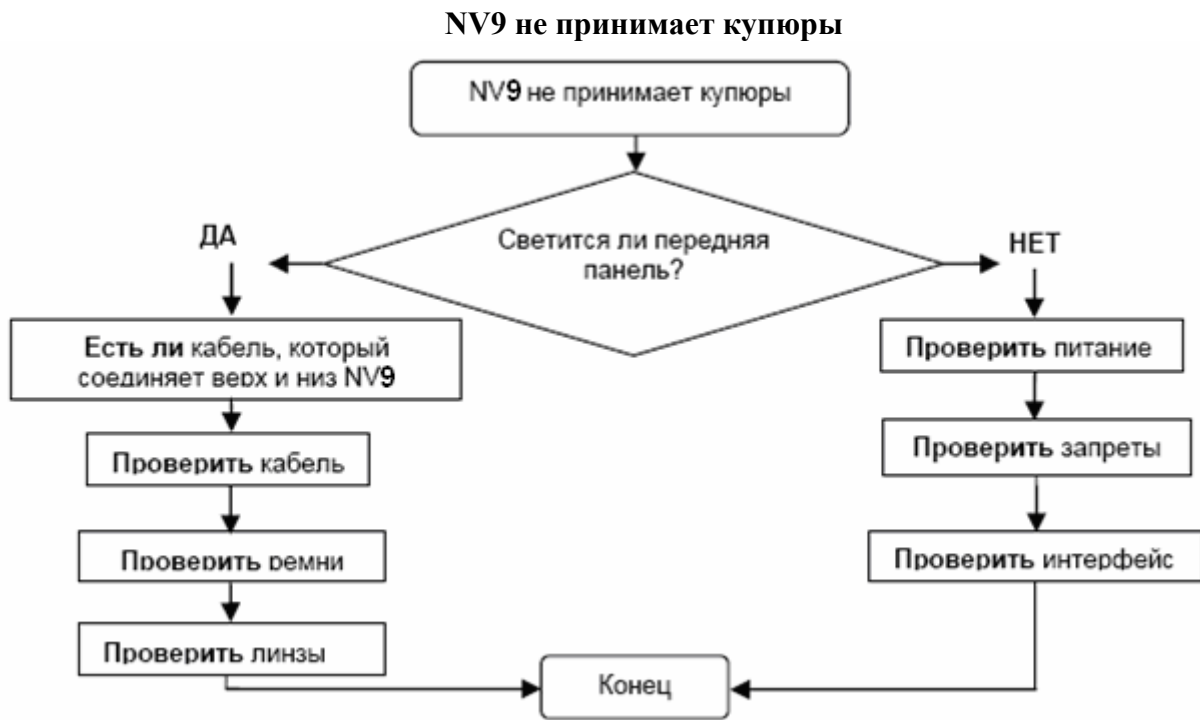 NV9 не принимает купюры
NV9 не принимает купюры
Светится ли передняя
панель?
ДА
НЕТ
Есть ли кабель, который
соединяет верх и низ NV9
Проверить кабель
Проверить ремни
Проверить линзы
Проверить питание
Проверить запреты
Проверить интерфейс
Конец